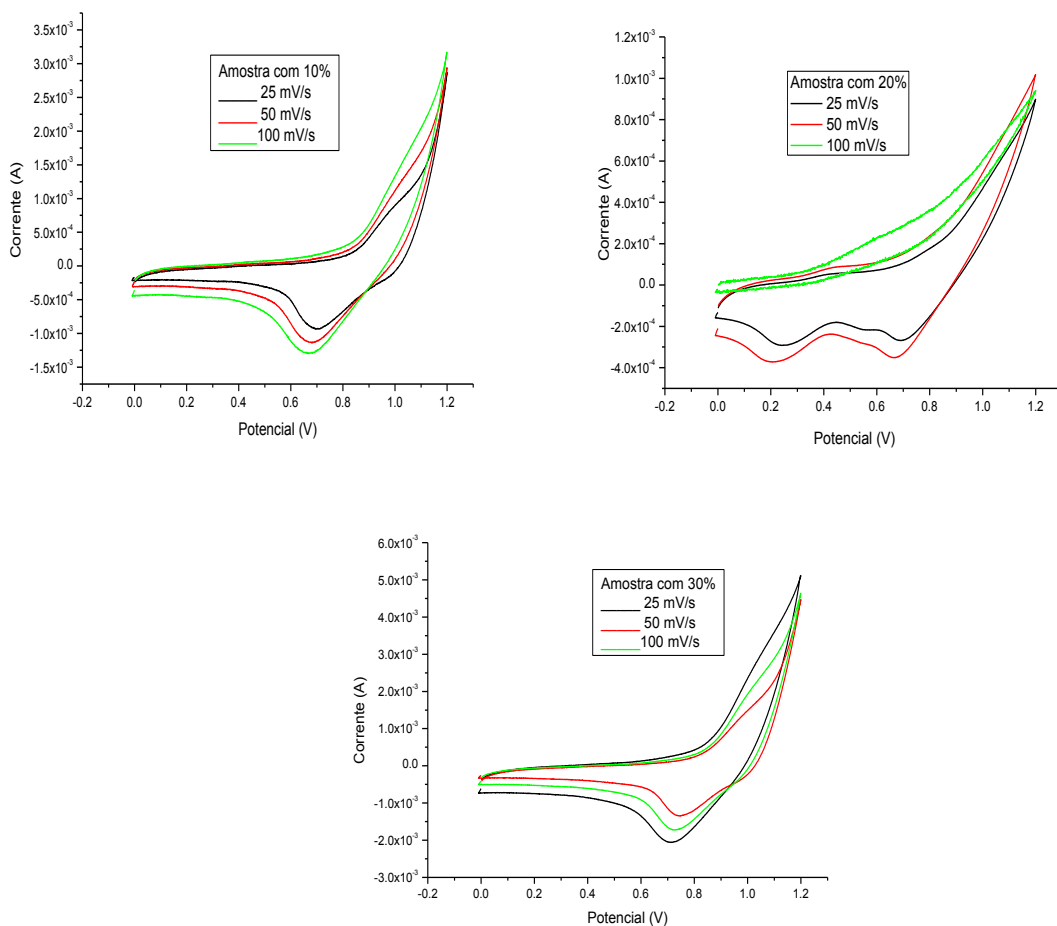 3.5x10⁻³
3.0x10⁻³
2.5x10⁻³
2.0x10⁻³
1.5x10⁻³
1.0x10⁻³
5.0x10⁻⁴
0.0
-5.0x10⁻⁴
-1.0x10⁻³
-1.5x10⁻³
Corrente (A)
Amostra com 10%
25 mV/s
50 mV/s
100 mV/s
-0.2 0.0 0.2 0.4 0.6 0.8 1.0 1.2
Potencial (V)
1.2x10⁻³
1.0x10⁻³
8.0x10⁻⁴
6.0x10⁻⁴
4.0x10⁻⁴
2.0x10⁻⁴
0.0
-2.0x10⁻⁴
-4.0x10⁻⁴
Corrente (A)
Amostra com 20%
25 mV/s
50 mV/s
100 mV/s
-0.2 0.0 0.2 0.4 0.6 0.8 1.0 1.2
Potencial (V)
6.0x10⁻³
5.0x10⁻³
4.0x10⁻³
3.0x10⁻³
2.0x10⁻³
1.0x10⁻³
0.0
-1.0x10⁻³
-2.0x10⁻³
-3.0x10⁻³
Corrente (A)
Amostra com 30%
25 mV/s
50 mV/s
100 mV/s
-0.2 0.0 0.2 0.4 0.6 0.8 1.0 1.2
Potencial (V)